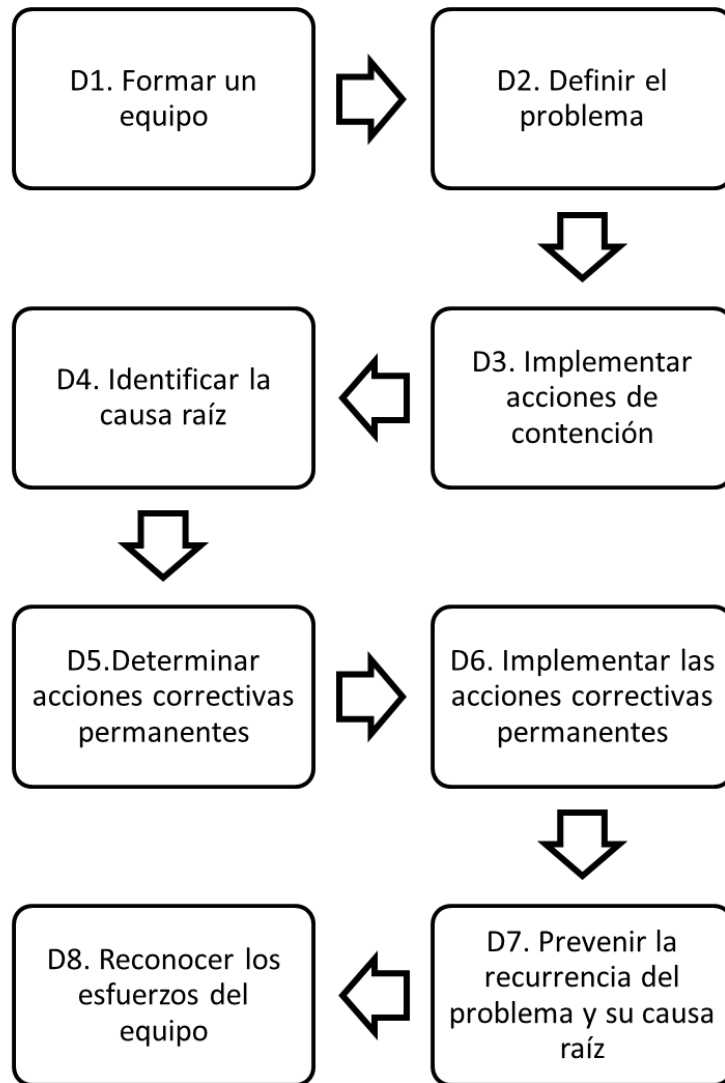 D1. Formar un
equipo
D2. Definir el
problema
D3. Implementar
acciones de
contención
D4. Identificar la
causa raíz
D5.Determinar
acciones correctivas
permanentes
D6. Implementar las
acciones correctivas
permanentes
D7. Prevenir la
recurrencia del
problema y su causa
raíz
D8. Reconocer los
esfuerzos del
equipo